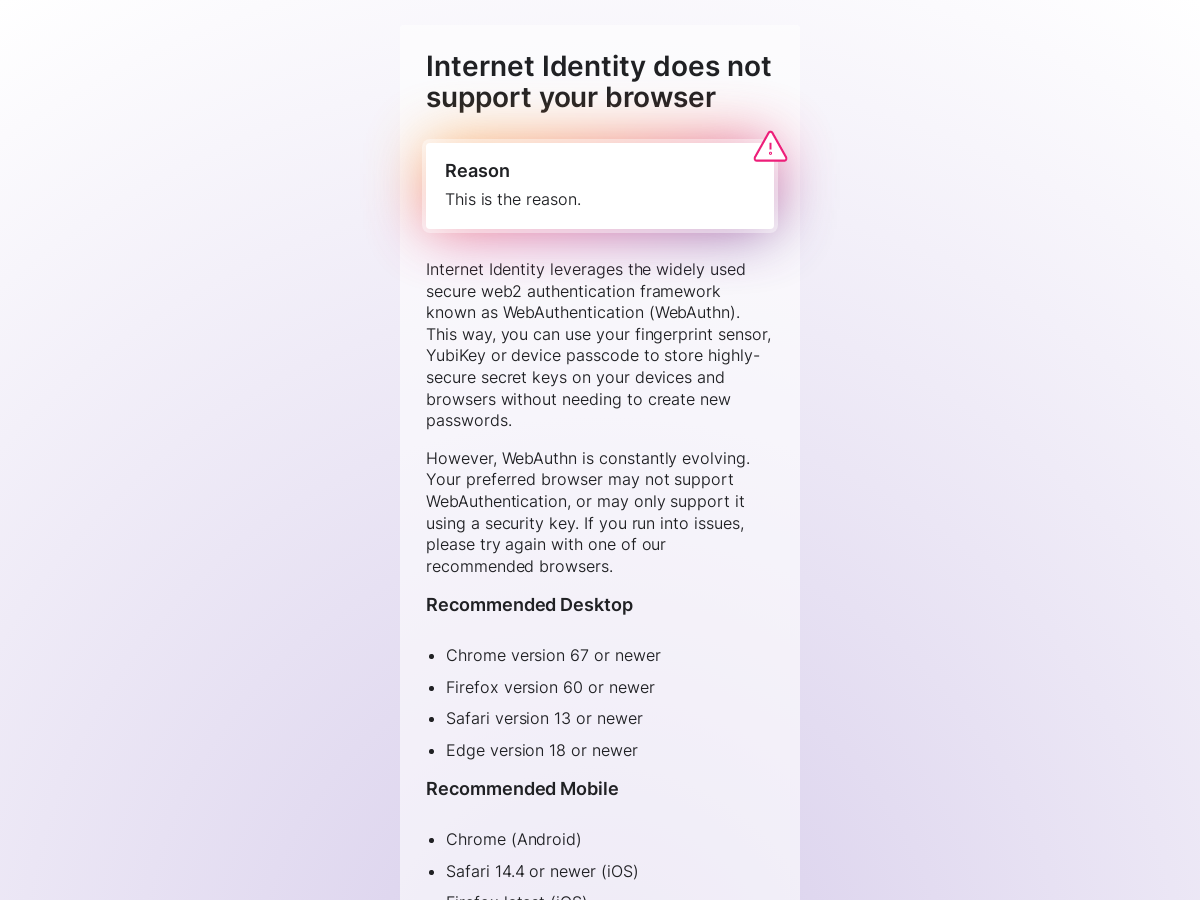 Internet Identity does not
support your browser
Reason
This is the reason.
Internet Identity leverages the widely used
secure web2 authentication framework
known as WebAuthentication (WebAuthn).
This way, you can use your fingerprint sensor,
YubiKey or device passcode to store highly-
secure secret keys on your devices and
browsers without needing to create new
passwords.
However, WebAuthn is constantly evolving.
Your preferred browser may not support
WebAuthentication, or may only support it
using a security key. If you run into issues,
please try again with one of our
recommended browsers.
Recommended Desktop
• Chrome version 67 or newer
• Firefox version 60 or newer
• Safari version 13 or newer
• Edge version 18 or newer
Recommended Mobile
• Chrome (Android)
• Safari 14.4 or newer (iOS)
• Firefox latest (iOS)